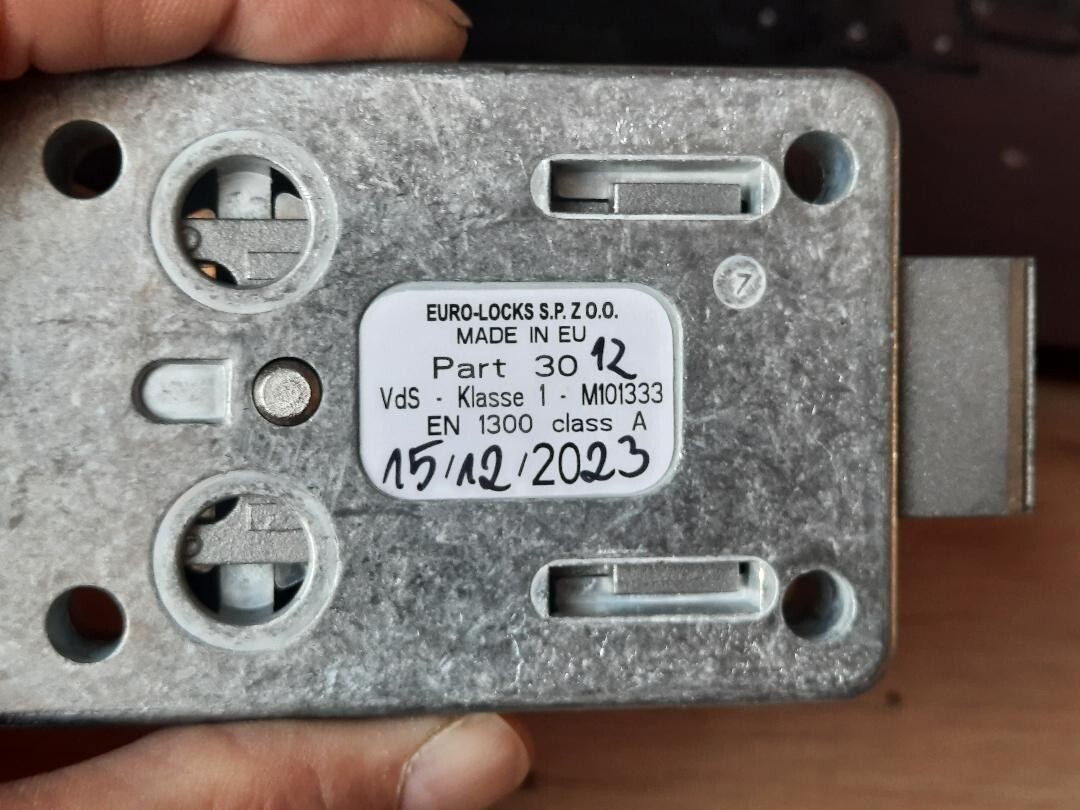 EURO-LOCKS S.P. Z O.O.
MADE IN EU
Part 3012
VdS - Klasse 1 - M101333
EN 1300 class A
15/12/2023
7